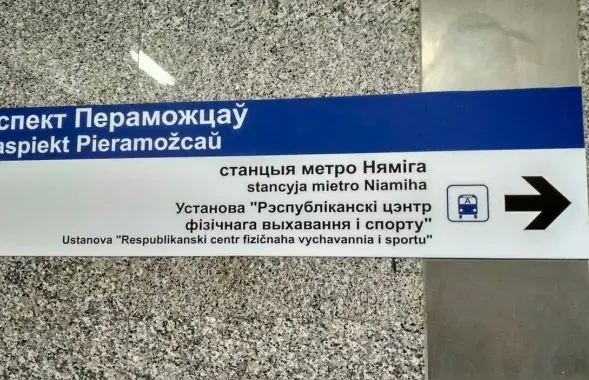 спект Пераможцаў
aspiekt Pieramožcaŭ
станцыя метро Няміга
stancyja mietro Niamiha
Установа "Рэспубліканскі цэнтр
фізічнага выхавання і спорту"
Ustanova "Respublikanski centr fizičnaha vychavannia i sportu"
А